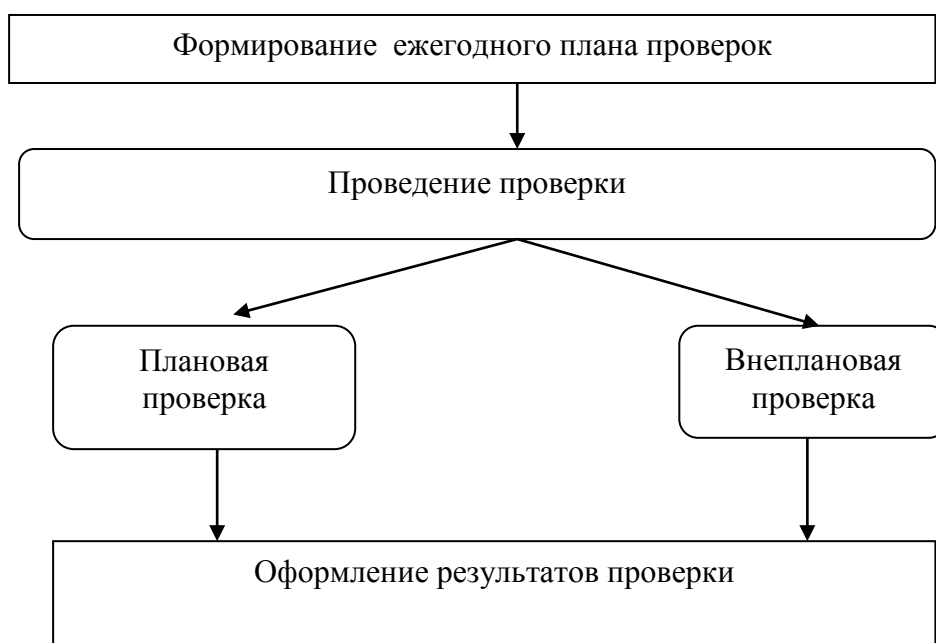 Формирование ежегодного плана проверок
Проведение проверки
Плановая
проверка
Внеплановая
проверка
Оформление результатов проверки